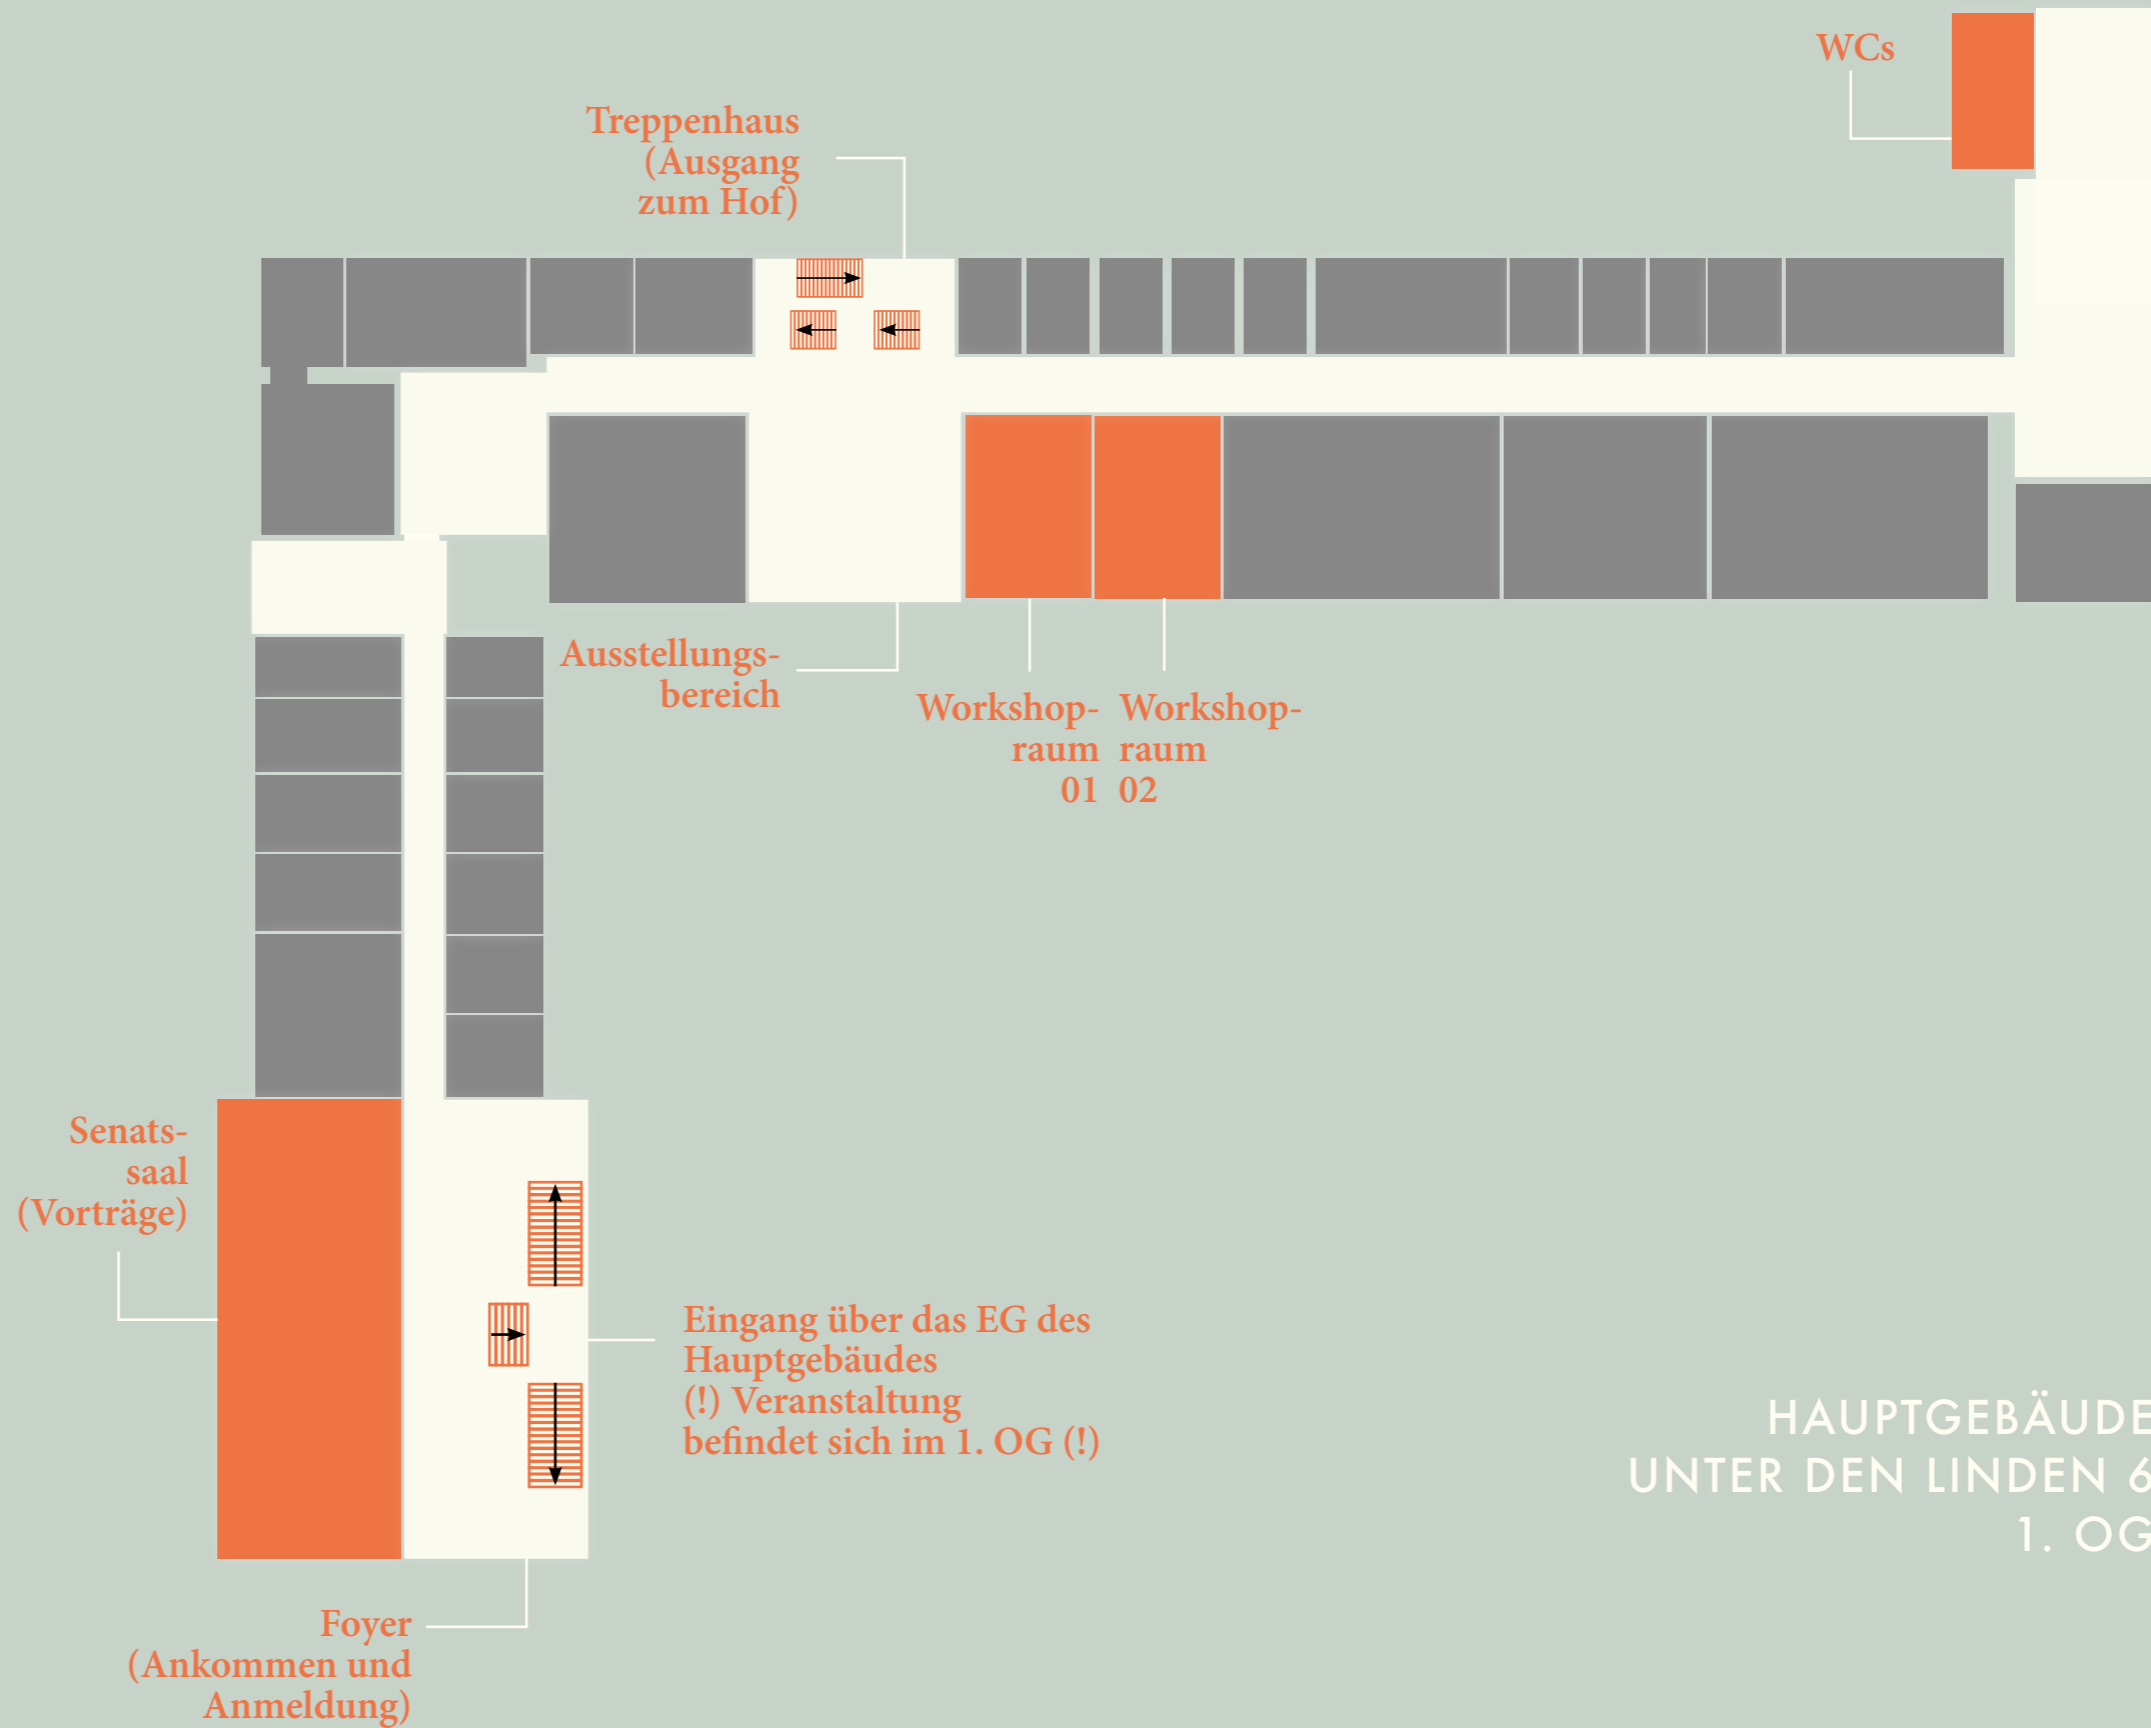 WCs
Treppenhaus
(Ausgang
zum Hof)
Ausstellungs-
bereich
Workshop-
raum
01
Workshop-
raum
02
Senats-
saal
(Vorträge)
Eingang über das EG des
Hauptgebäudes
(!) Veranstaltung
befindet sich im 1. OG (!)
HAUPTGEBÄUDE
UNTER DEN LINDEN 6
1. OG
Foyer
(Ankommen und
Anmeldung)